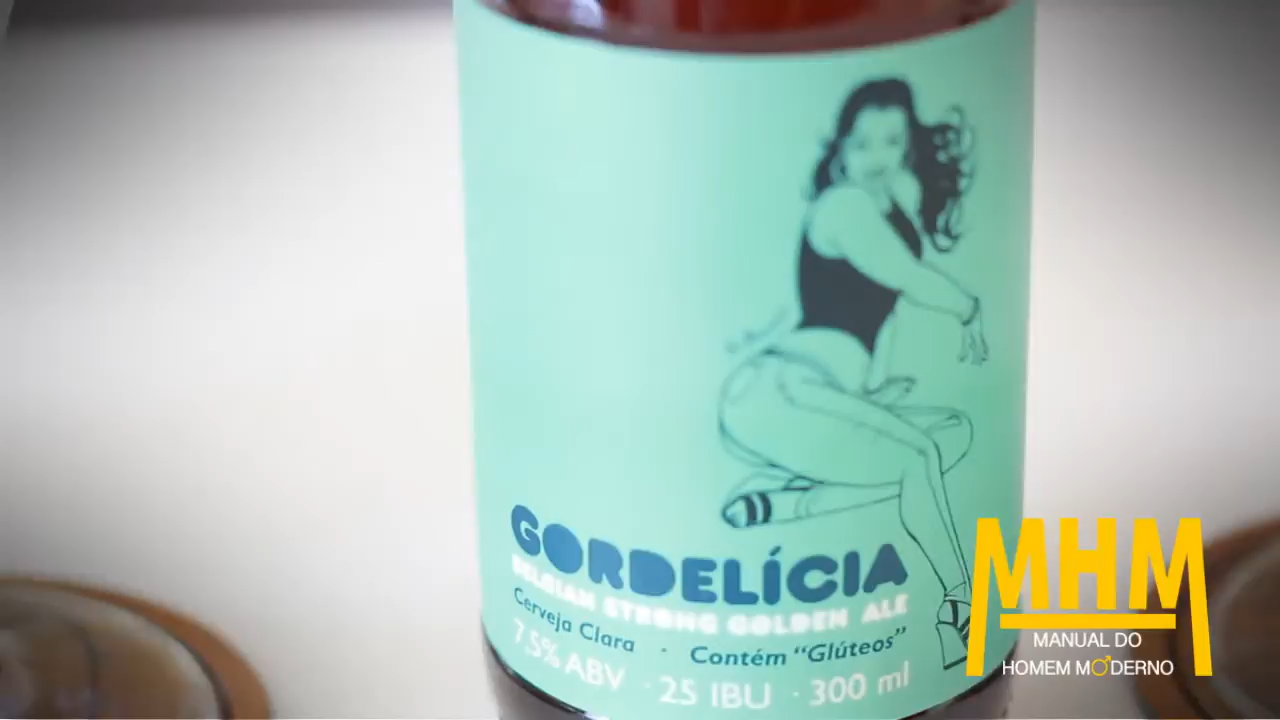 GORDELÍCIA
BELGIAN STRONG GOLDEN ALE
Cerveja Clara · Contém “Glúteos”
7,5% ABV · 25 IBU · 300 ml
MHM
MANUAL DO
HOMEM MODERNO